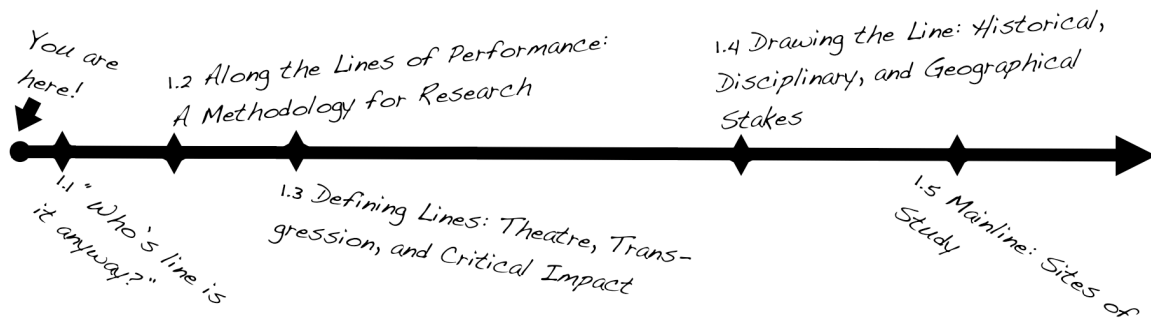 You are
here!
1.1 "Who's line is
it anyway?"
1.2 Along the Lines of Performance:
A Methodology for Research
1.3 Defining Lines: Theatre, Trans-
gression, and Critical Impact
1.4 Drawing the Line: Historical,
Disciplinary, and Geographical
Stakes
1.5 Mainline: Sites of
Study